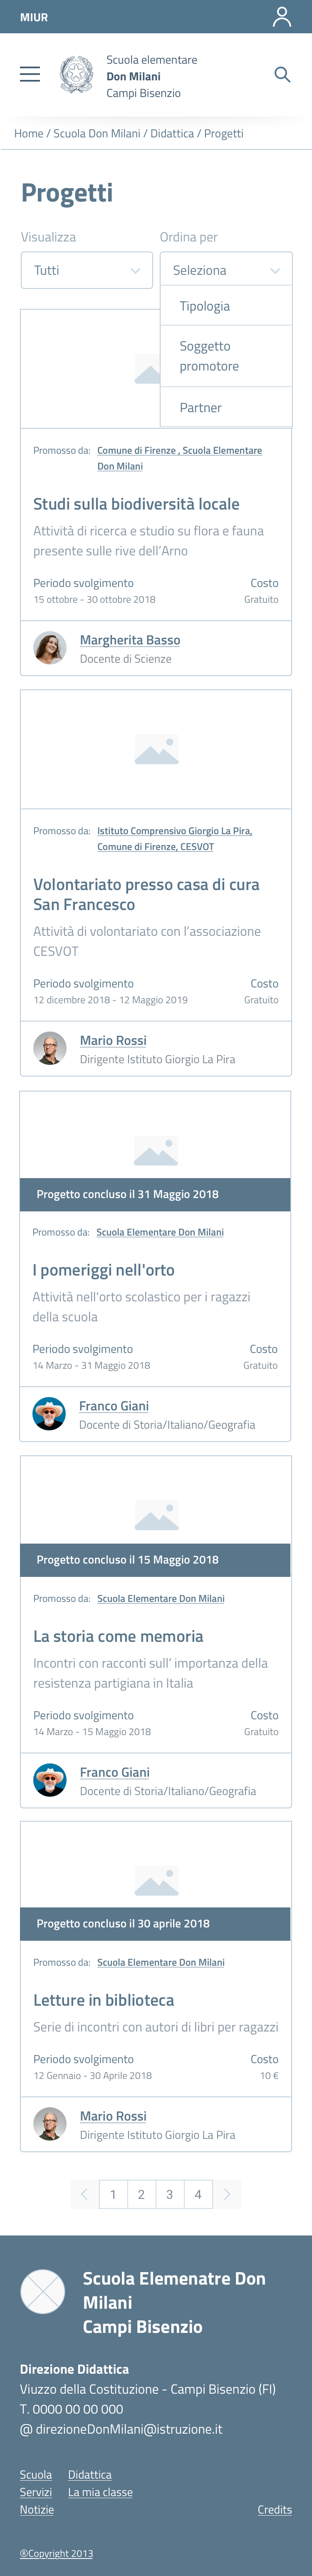 MIUR
Scuola elementare
Don Milani
Campi Bisenzio
Home / Scuola Don Milani / Didattica / Progetti
Progetti
Visualizza
Ordina per
Tutti
Seleziona
Tipologia
Soggetto
promotore
Partner
Promosso da: Comune di Firenze , Scuola Elementare
Don Milani
Studi sulla biodiversità locale
Attività di ricerca e studio su flora e fauna
presente sulle rive dell’Arno
Periodo svolgimento Costo
15 ottobre - 30 ottobre 2018 Gratuito
Margherita Basso
Docente di Scienze
Promosso da: Istituto Comprensivo Giorgio La Pira,
Comune di Firenze, CESVOT
Volontariato presso casa di cura
San Francesco
Attività di volontariato con l’associazione
CESVOT
Periodo svolgimento Costo
12 dicembre 2018 - 12 Maggio 2019 Gratuito
Mario Rossi
Dirigente Istituto Giorgio La Pira
Progetto concluso il 31 Maggio 2018
Promosso da: Scuola Elementare Don Milani
I pomeriggi nell'orto
Attività nell'orto scolastico per i ragazzi
della scuola
Periodo svolgimento Costo
14 Marzo - 31 Maggio 2018 Gratuito
Franco Giani
Docente di Storia/Italiano/Geografia
Progetto concluso il 15 Maggio 2018
Promosso da: Scuola Elementare Don Milani
La storia come memoria
Incontri con racconti sull’ importanza della
resistenza partigiana in Italia
Periodo svolgimento Costo
14 Marzo - 15 Maggio 2018 Gratuito
Franco Giani
Docente di Storia/Italiano/Geografia
Progetto concluso il 30 aprile 2018
Promosso da: Scuola Elementare Don Milani
Letture in biblioteca
Serie di incontri con autori di libri per ragazzi
Periodo svolgimento Costo
12 Gennaio - 30 Aprile 2018 10 €
Mario Rossi
Dirigente Istituto Giorgio La Pira
1 2 3 4
Scuola Elemenatre Don
Milani
Campi Bisenzio
Direzione Didattica
Viuzzo della Costituzione - Campi Bisenzio (FI)
T. 0000 00 00 000
@ direzioneDonMilani@istruzione.it
Scuola Didattica
Servizi La mia classe
Notizie Credits
®Copyright 2013